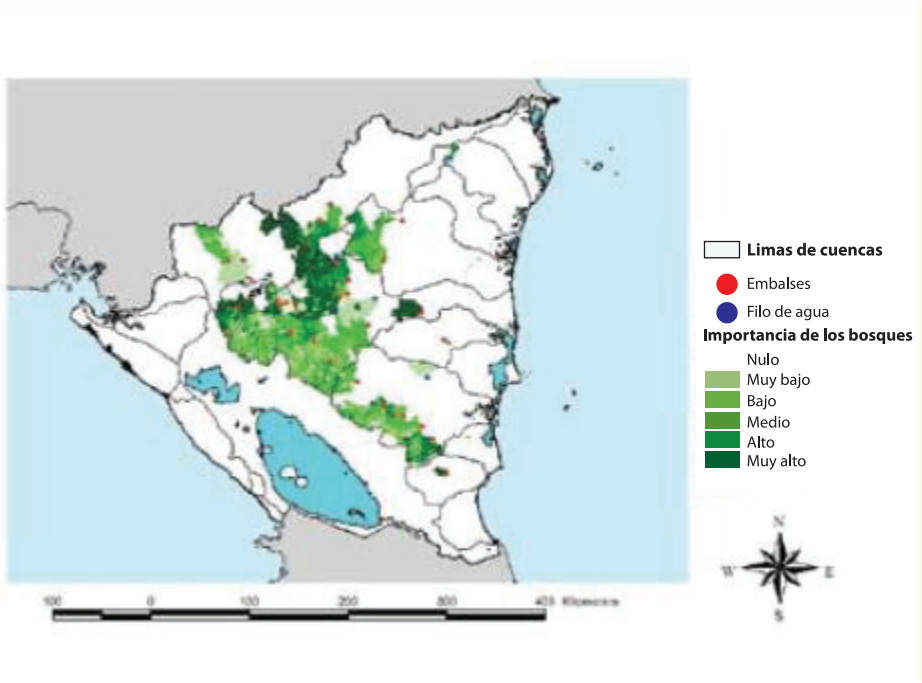 Limas de cuencas
Embalses
Filo de agua
Importancia de los bosques
Nulo
Muy bajo
Bajo
Medio
Alto
Muy alto
N
W E
S
100 0 100 200 300 400 Kilometers